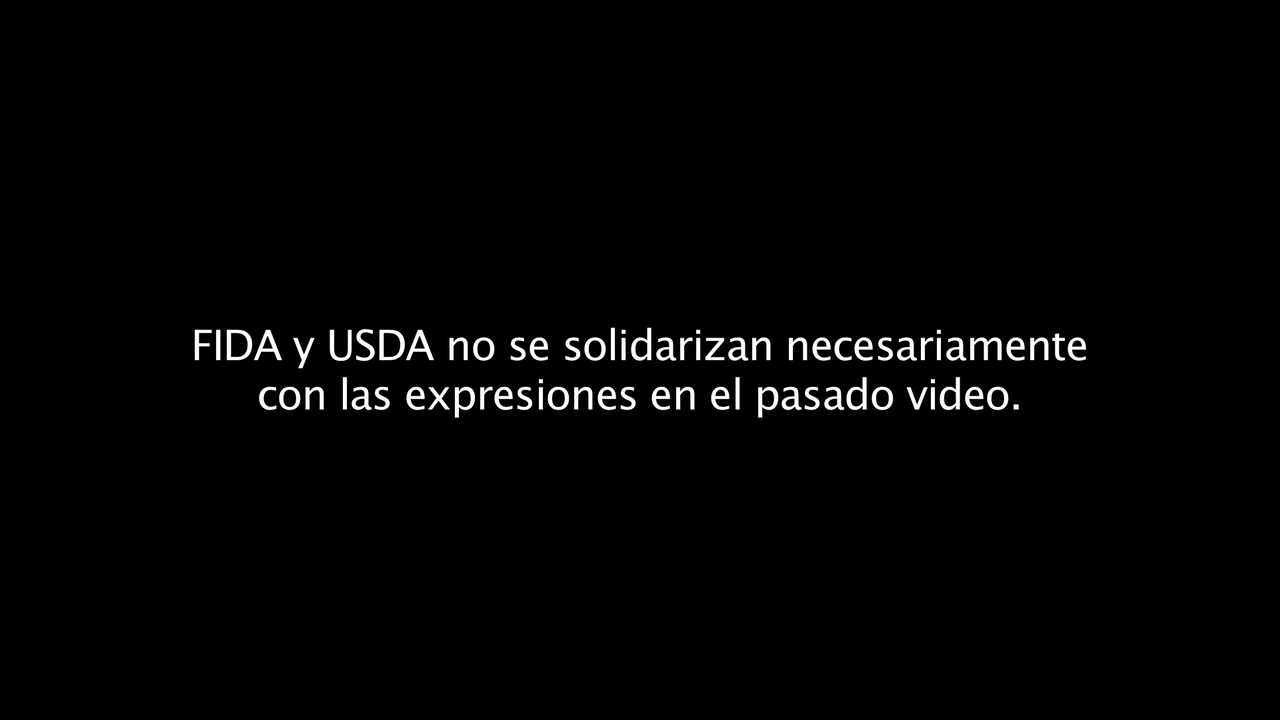 FIDA y USDA no se solidarizan necesariamente
con las expresiones en el pasado video.